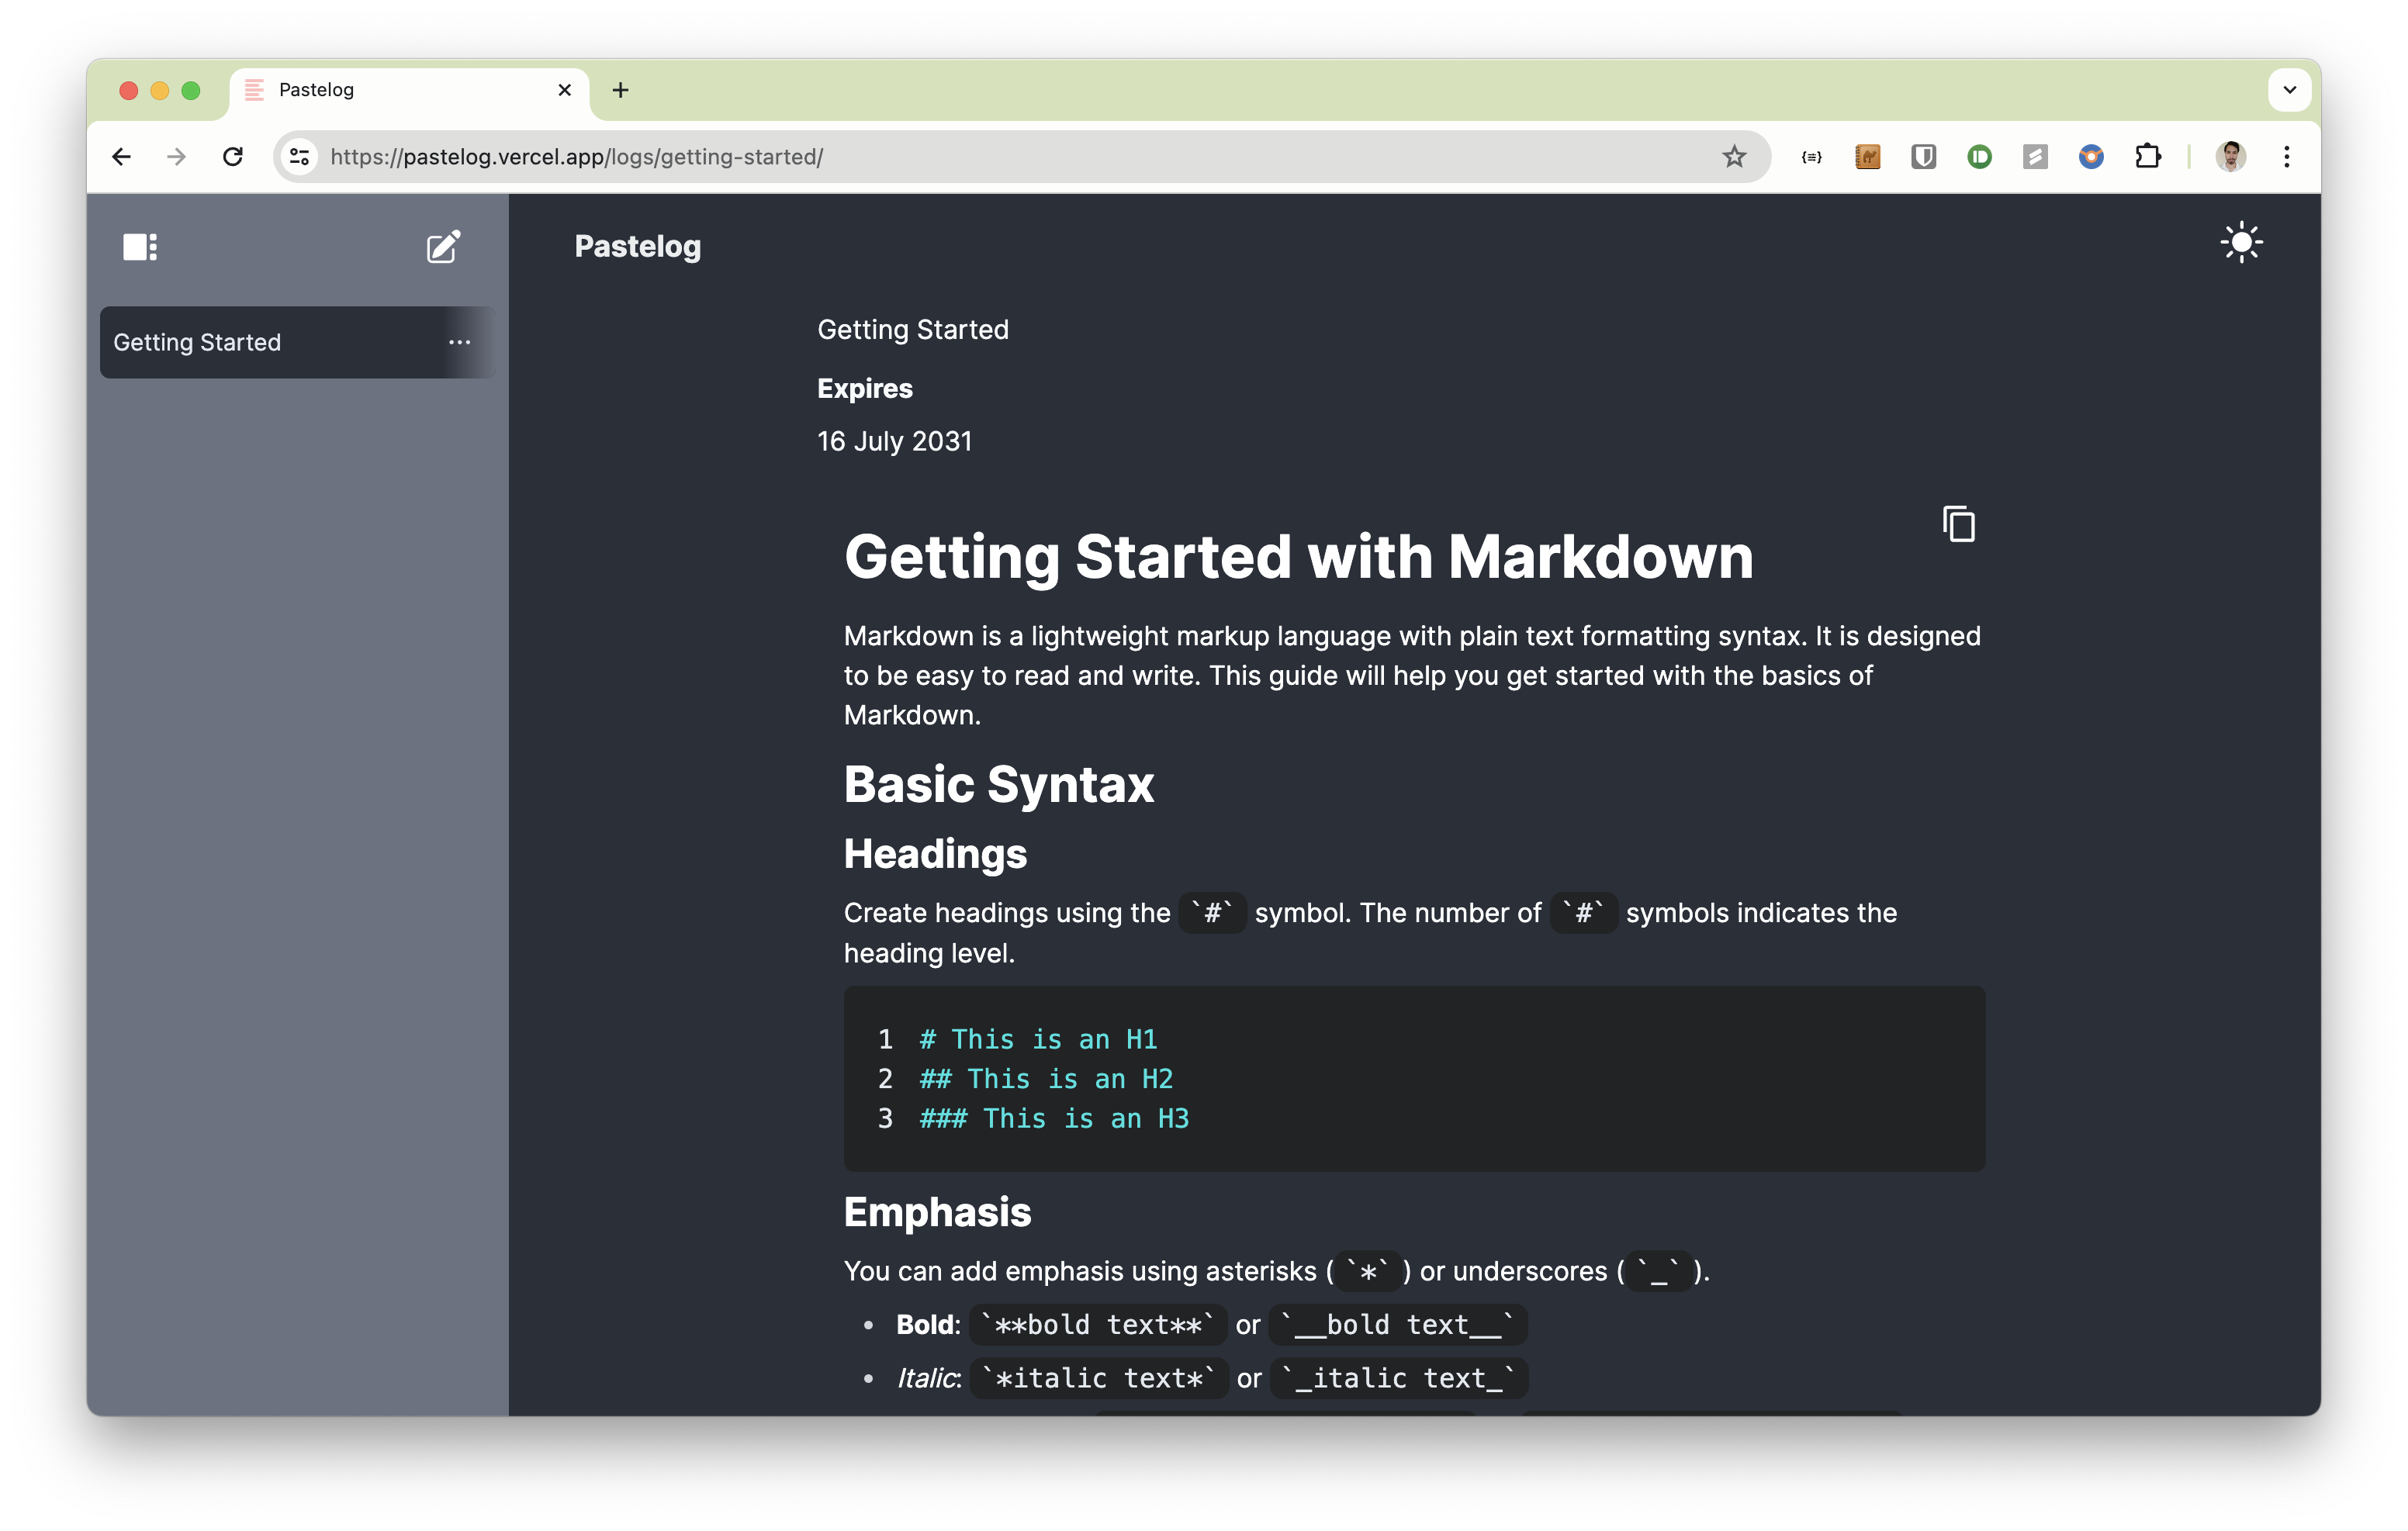 Pastelog
https://pastelog.vercel.app/logs/getting-started/
Pastelog
Getting Started
Getting Started
Expires
16 July 2031
Getting Started with Markdown
Markdown is a lightweight markup language with plain text formatting syntax. It is designed
to be easy to read and write. This guide will help you get started with the basics of
Markdown.
Basic Syntax
Headings
Create headings using the `#` symbol. The number of `#` symbols indicates the
heading level.
1 # This is an H1
2 ## This is an H2
3 ### This is an H3
Emphasis
You can add emphasis using asterisks (`*`) or underscores (`_`).
• Bold: `**bold text**` or `__bold text__`
• Italic: `*italic text*` or `_italic text_`